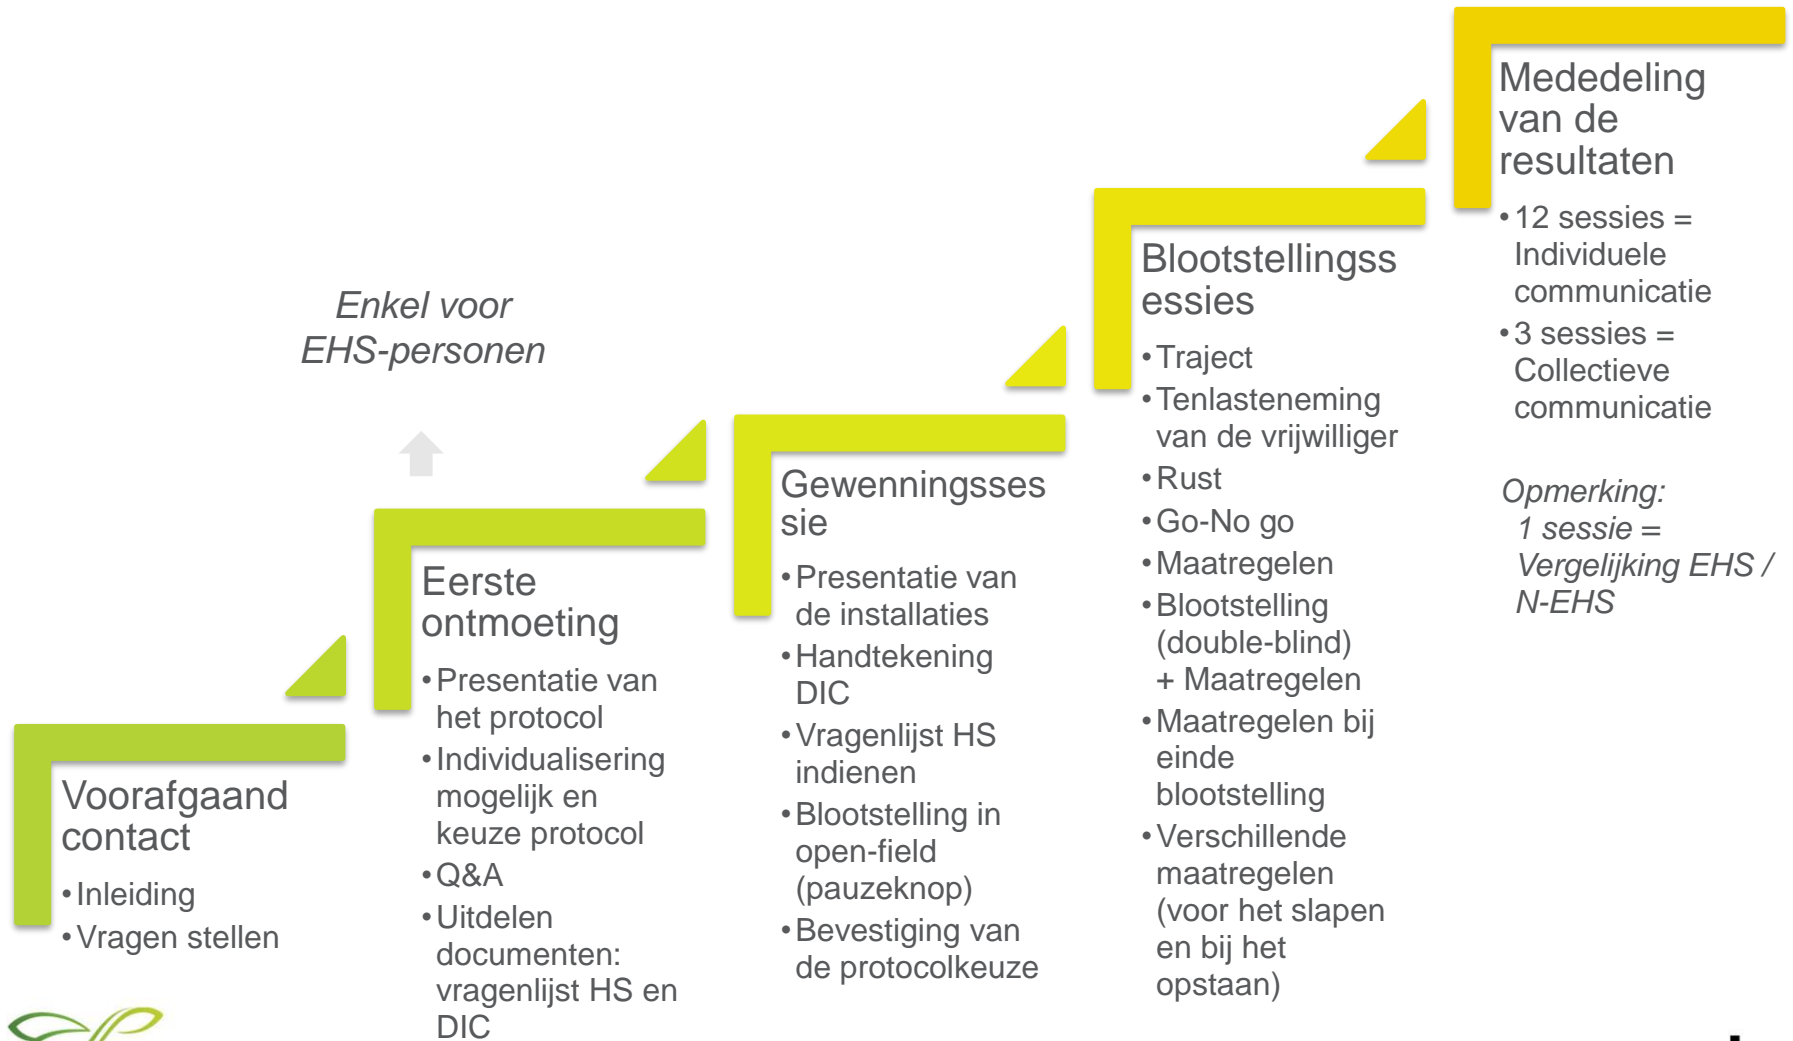 Voorafgaand
contact
•Inleiding
•Vragen stellen
Enkel voor
EHS-personen
Eerste
ontmoeting
•Presentatie van
het protocol
•Individualisering
mogelijk en
keuze protocol
•Q&A
•Uitdelen
documenten:
vragenlijst HS en
DIC
Gewenningsses
sie
•Presentatie van
de installaties
•Handtekening
DIC
•Vragenlijst HS
indienen
•Blootstelling in
open-field
(pauzeknop)
•Bevestiging van
de protocolkeuze
Blootstellingss
essies
•Traject
•Tenlasteneming
van de vrijwilliger
•Rust
•Go-No go
•Maatregelen
•Blootstelling
(double-blind)
+ Maatregelen
•Maatregelen bij
einde
blootstelling
•Verschillende
maatregelen
(voor het slapen
en bij het
opstaan)
Mededeling
van de
resultaten
•12 sessies =
Individuele
communicatie
•3 sessies =
Collectieve
communicatie
Opmerking:
1 sessie =
Vergelijking EHS /
N-EHS